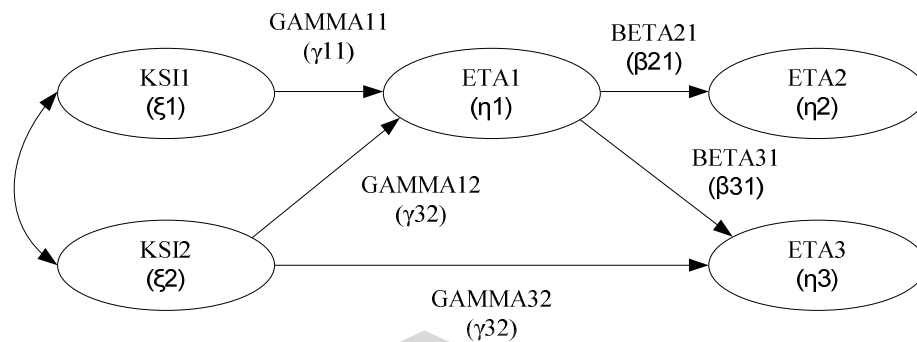 GAMMA11
(γ11)
BETA21
(β21)
KSI1
(ξ1)
ETA1
(η1)
ETA2
(η2)
GAMMA12
(γ32)
BETA31
(β31)
KSI2
(ξ2)
ETA3
(η3)
GAMMA32
(γ32)